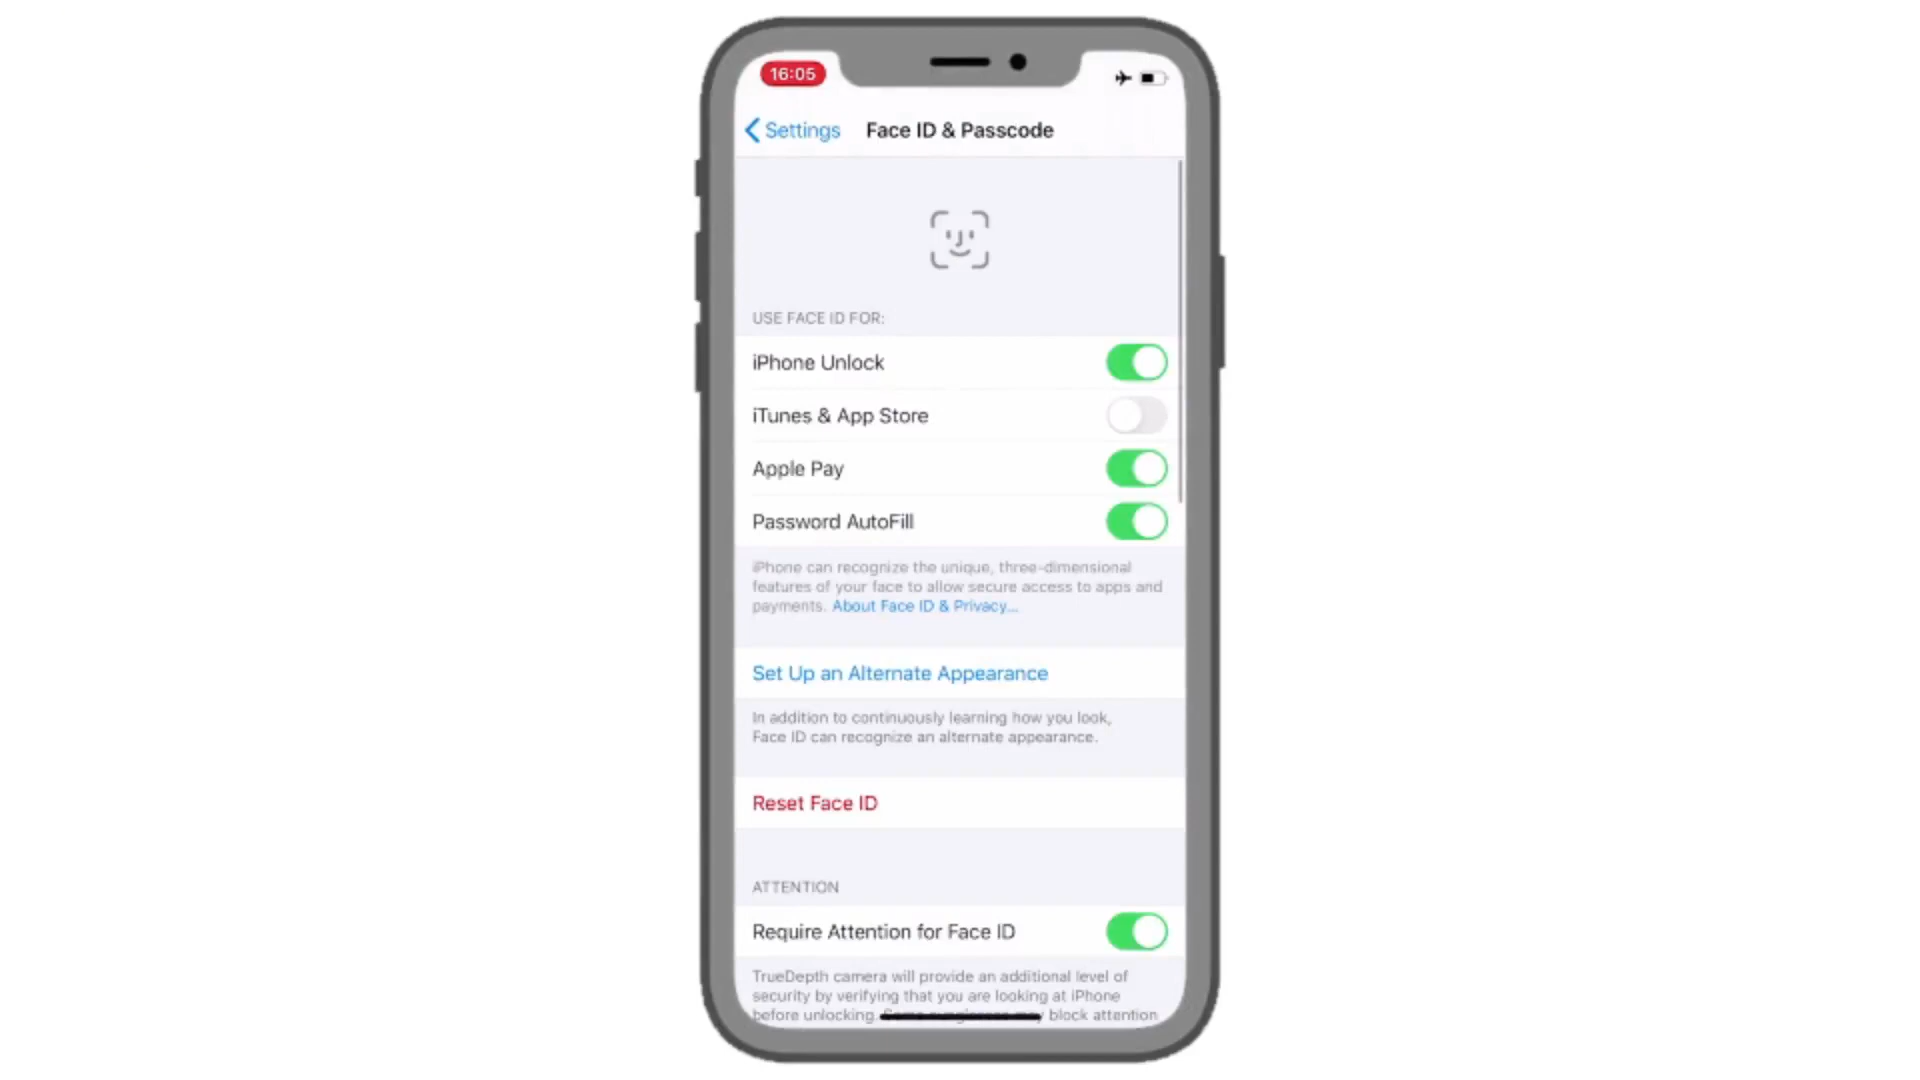 16:05
Settings Face ID & Passcode
USE FACE ID FOR:
iPhone Unlock
iTunes & App Store
Apple Pay
Password AutoFill
iPhone can recognize the unique, three-dimensional
features of your face to allow secure access to apps and
payments. About Face ID & Privacy...
Set Up an Alternate Appearance
In addition to continuously learning how you look,
Face ID can recognize an alternate appearance.
Reset Face ID
ATTENTION
Require Attention for Face ID
TrueDepth camera will provide an additional level of
security by verifying that you are looking at iPhone
before unlocking. Some sunglasses may block attention